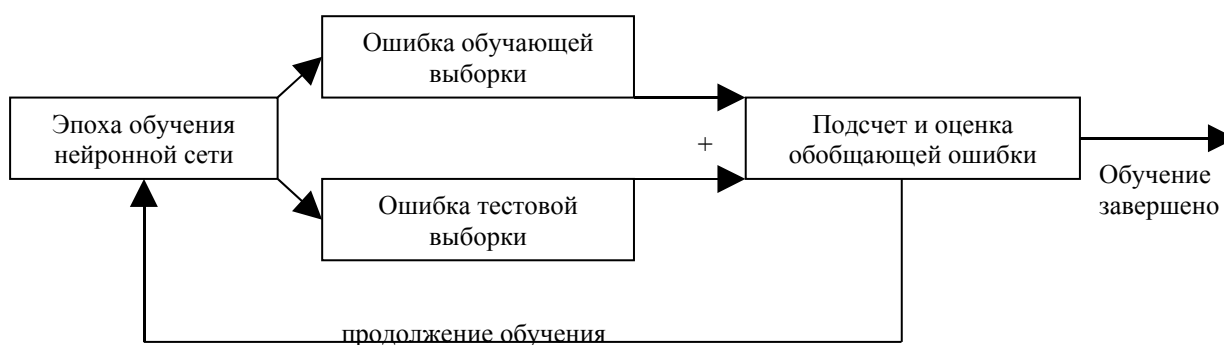 Эпоха обучения
нейронной сети
Ошибка обучающей
выборки
Ошибка тестовой
выборки
+
Подсчет и оценка
обобщающей ошибки
Обучение
завершено
продолжение обучения